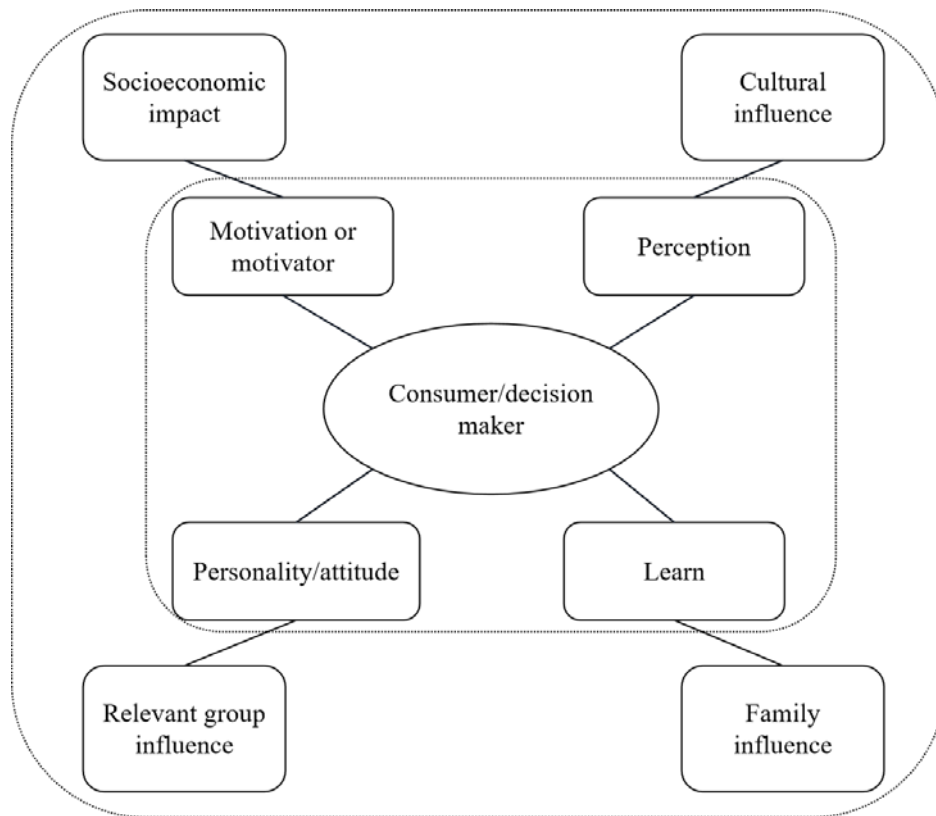 Socioeconomic
impact
Cultural
influence
Motivation or
motivator
Perception
Consumer/decision
maker
Personality/attitude
Learn
Relevant group
influence
Family
influence